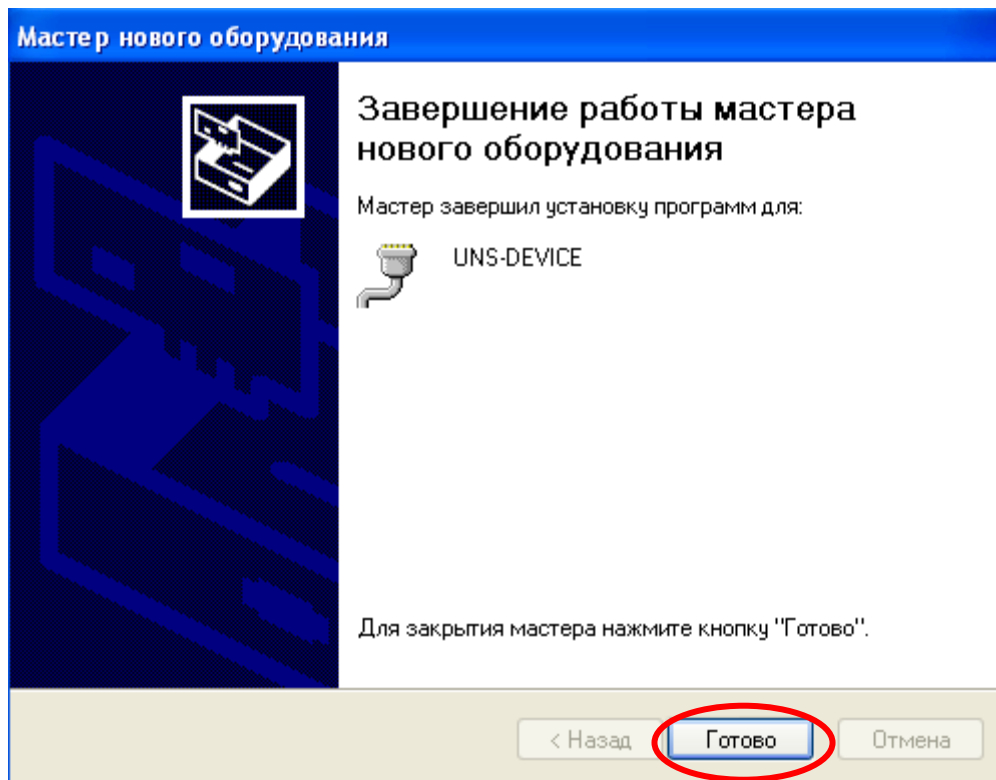 Мастер нового оборудования
Завершение работы мастера
нового оборудования
Мастер завершил установку программ для:
UNS-DEVICE
Для закрытия мастера нажмите кнопку "Готово".
< Назад
Готово
Отмена